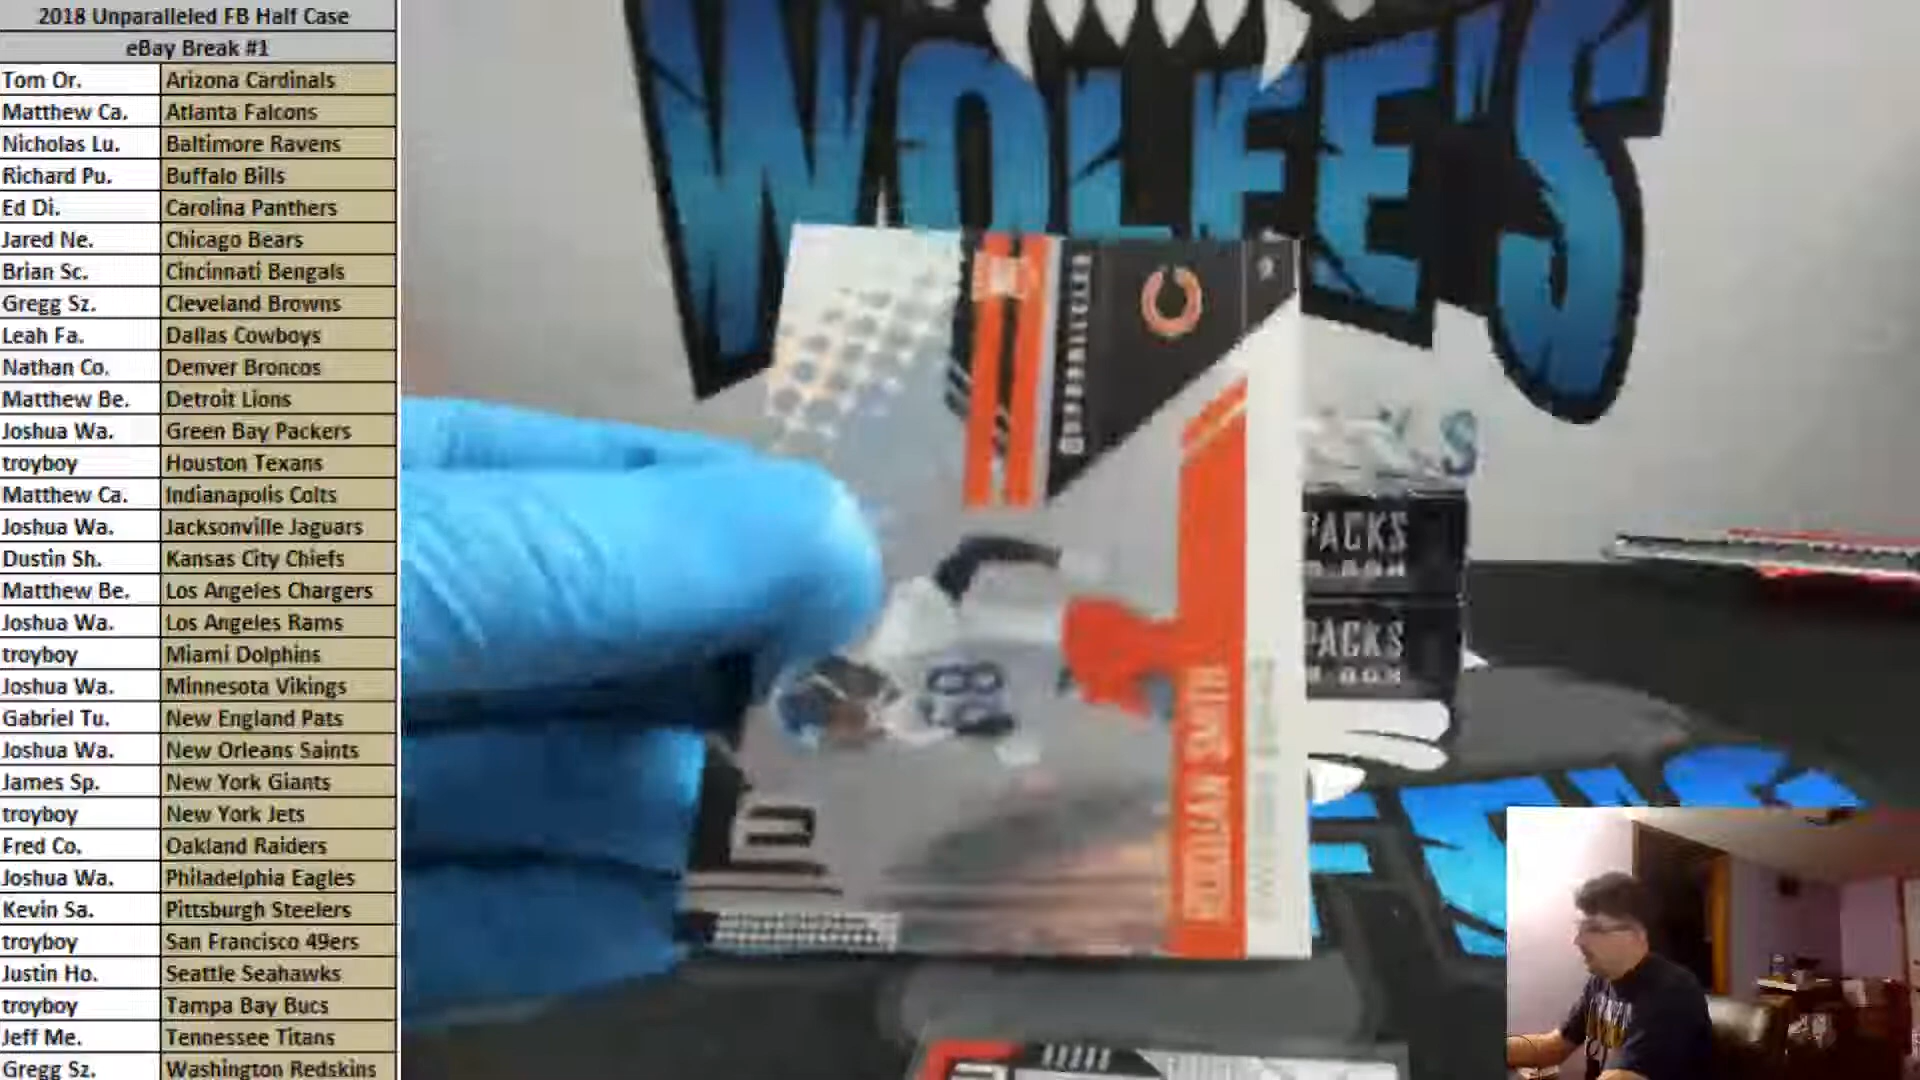 2018 Unparalleled FB Half Case
eBay Break #1
Tom Or. Arizona Cardinals
Matthew Ca. Atlanta Falcons
Nicholas Lu. Baltimore Ravens
Richard Pu. Buffalo Bills
Ed Di. Carolina Panthers
Jared Ne. Chicago Bears
Brian Sc. Cincinnati Bengals
Gregg Sz. Cleveland Browns
Leah Fa. Dallas Cowboys
Nathan Co. Denver Broncos
Matthew Be. Detroit Lions
Joshua Wa. Green Bay Packers
troyboy Houston Texans
Matthew Ca. Indianapolis Colts
Joshua Wa. Jacksonville Jaguars
Dustin Sh. Kansas City Chiefs
Matthew Be. Los Angeles Chargers
Joshua Wa. Los Angeles Rams
troyboy Miami Dolphins
Joshua Wa. Minnesota Vikings
Gabriel Tu. New England Pats
Joshua Wa. New Orleans Saints
James Sp. New York Giants
troyboy New York Jets
Fred Co. Oakland Raiders
Joshua Wa. Philadelphia Eagles
Kevin Sa. Pittsburgh Steelers
troyboy San Francisco 49ers
Justin Ho. Seattle Seahawks
troyboy Tampa Bay Bucs
Jeff Me. Tennessee Titans
Gregg Sz. Washington Redskins
WOLFE'S
UNPARALLELED
ROQUAN SMITH
PACKS
PACKS